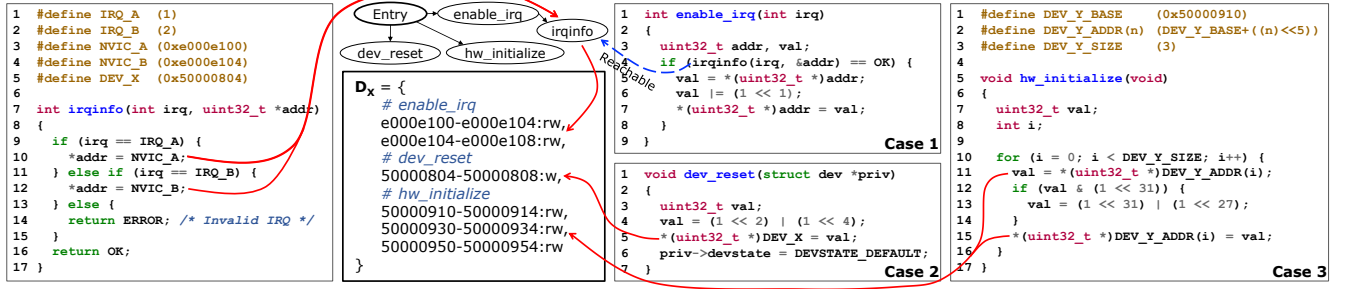 1 #define IRQ_A (1)
2 #define IRQ_B (2)
3 #define NVIC_A (0xe000e100)
4 #define NVIC_B (0xe000e104)
5 #define DEV_X (0x50000804)
6
7 int irqinfo(int irq, uint32_t *addr)
8 {
9 if (irq == IRQ_A) {
10 *addr = NVIC_A;
11 } else if (irq == IRQ_B) {
12 *addr = NVIC_B;
13 } else {
14 return ERROR; /* Invalid IRQ */
15 }
16 return OK;
17 }
Entry
enable_irq
irqinfo
dev_reset
hw_initialize
Reachable
Dx = {
# enable_irq
e000e100-e000e104:rw,
e000e104-e000e108:rw,
# dev_reset
50000804-50000808:w,
# hw_initialize
50000910-50000914:rw,
50000930-50000934:rw,
50000950-50000954:rw
}
1 int enable_irq(int irq)
2 {
3 uint32_t addr, val;
4 if (irqinfo(irq, &addr) == OK) {
5 val = *(uint32_t *)addr;
6 val |= (1 << 1);
7 *(uint32_t *)addr = val;
8 }
9 }
Case 1
1 void dev_reset(struct dev *priv)
2 {
3 uint32_t val;
4 val = (1 << 2) | (1 << 4);
5 *(uint32_t *)DEV_X = val;
6 priv->devstate = DEVSTATE_DEFAULT;
7 }
Case 2
1 #define DEV_Y_BASE (0x50000910)
2 #define DEV_Y_ADDR(n) (DEV_Y_BASE+((n)<<5))
3 #define DEV_Y_SIZE (3)
4
5 void hw_initialize(void)
6 {
7 uint32_t val;
8 int i;
9
10 for (i = 0; i < DEV_Y_SIZE; i++) {
11 val = *(uint32_t *)DEV_Y_ADDR(i);
12 if (val & (1 << 31)) {
13 val = (1 << 31) | (1 << 27);
14 }
15 *(uint32_t *)DEV_Y_ADDR(i) = val;
16 }
17 }
Case 3